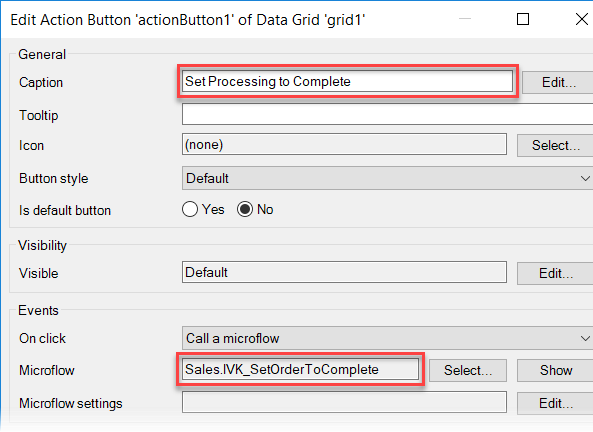 Edit Action Button 'actionButton1' of Data Grid 'grid1'
General
Caption Set Processing to Complete Edit...
Tooltip
Icon (none) Select...
Button style Default
Is default button Yes No
Visibility
Visible Default Edit...
Events
On click Call a microflow
Microflow Sales.IVK_SetOrderToComplete Select... Show
Microflow settings Edit...